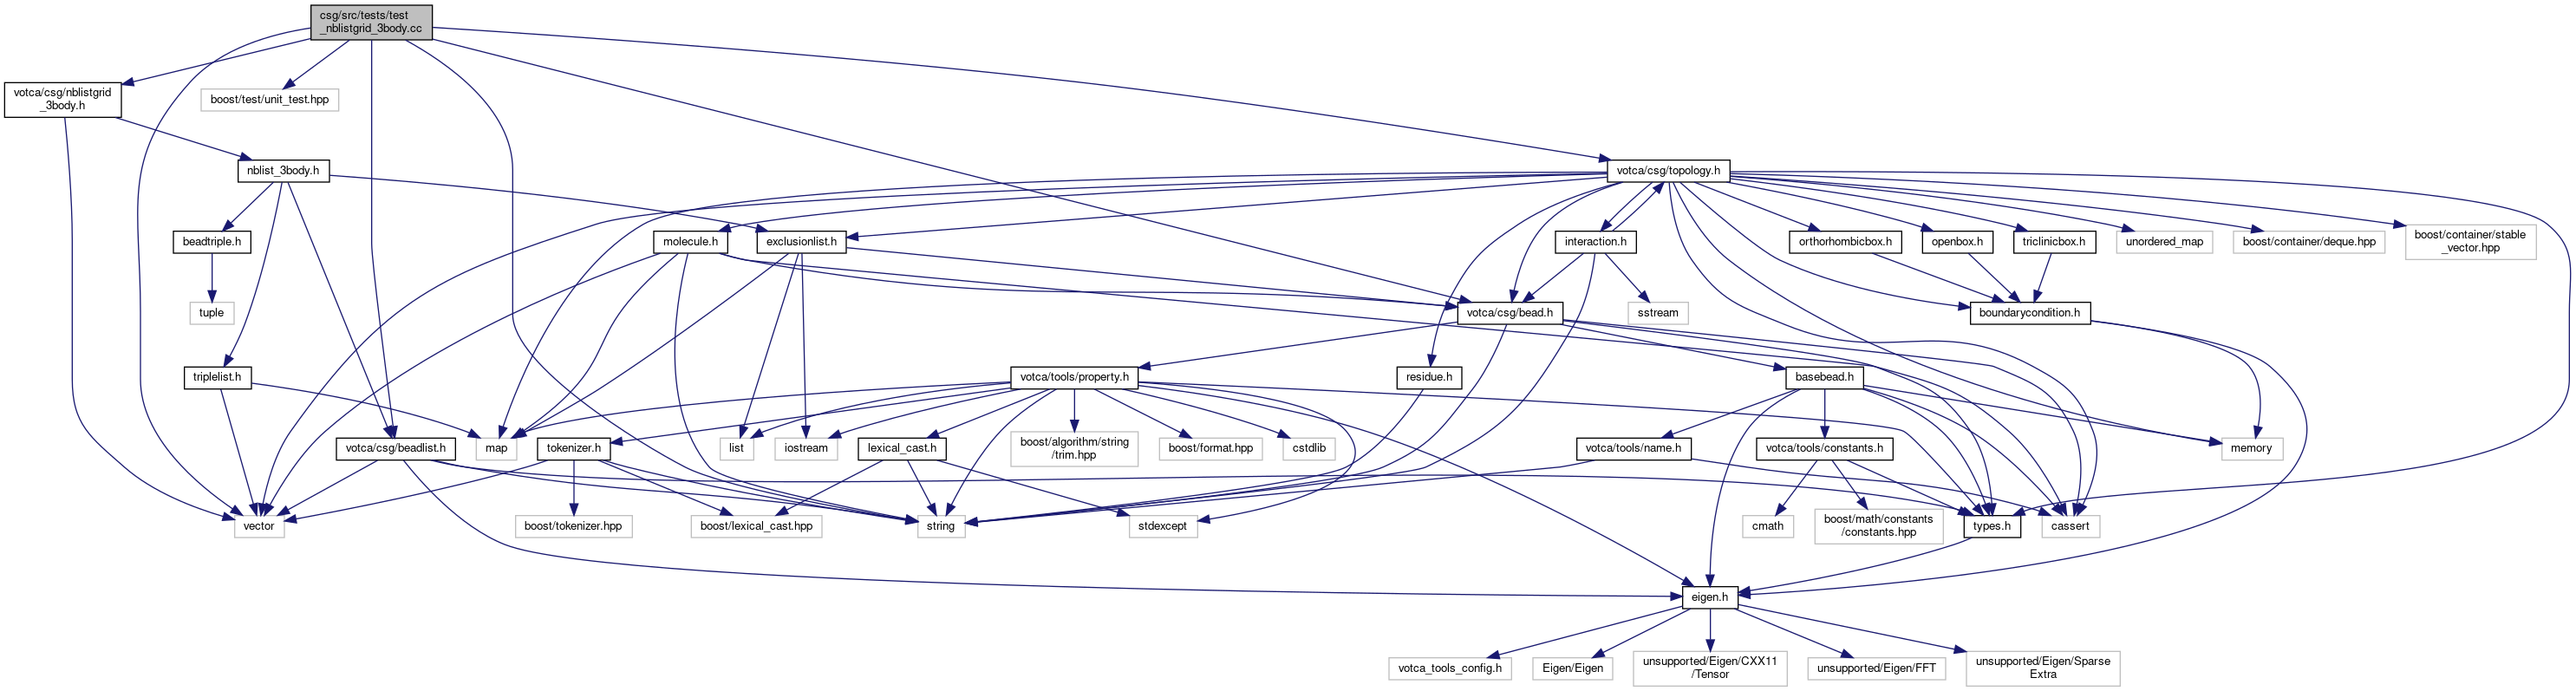 csg/src/tests/test
_nblistgrid_3body.cc
votca/csg/nblistgrid
_3body.h
boost/test/unit_test.hpp
nblist_3body.h
votca/csg/topology.h
beadtriple.h
molecule.h
exclusionlist.h
interaction.h
orthorhombicbox.h
openbox.h
triclinicbox.h
unordered_map
boost/container/deque.hpp
boost/container/stable
_vector.hpp
tuple
votca/csg/bead.h
sstream
boundarycondition.h
triplelist.h
votca/tools/property.h
residue.h
basebead.h
votca/csg/beadlist.h
map
tokenizer.h
list
iostream
lexical_cast.h
boost/algorithm/string
/trim.hpp
boost/format.hpp
cstdlib
votca/tools/name.h
votca/tools/constants.h
memory
vector
boost/tokenizer.hpp
boost/lexical_cast.hpp
string
stdexcept
cmath
boost/math/constants
/constants.hpp
types.h
cassert
eigen.h
votca_tools_config.h
Eigen/Eigen
unsupported/Eigen/CXX11
/Tensor
unsupported/Eigen/FFT
unsupported/Eigen/Sparse
Extra